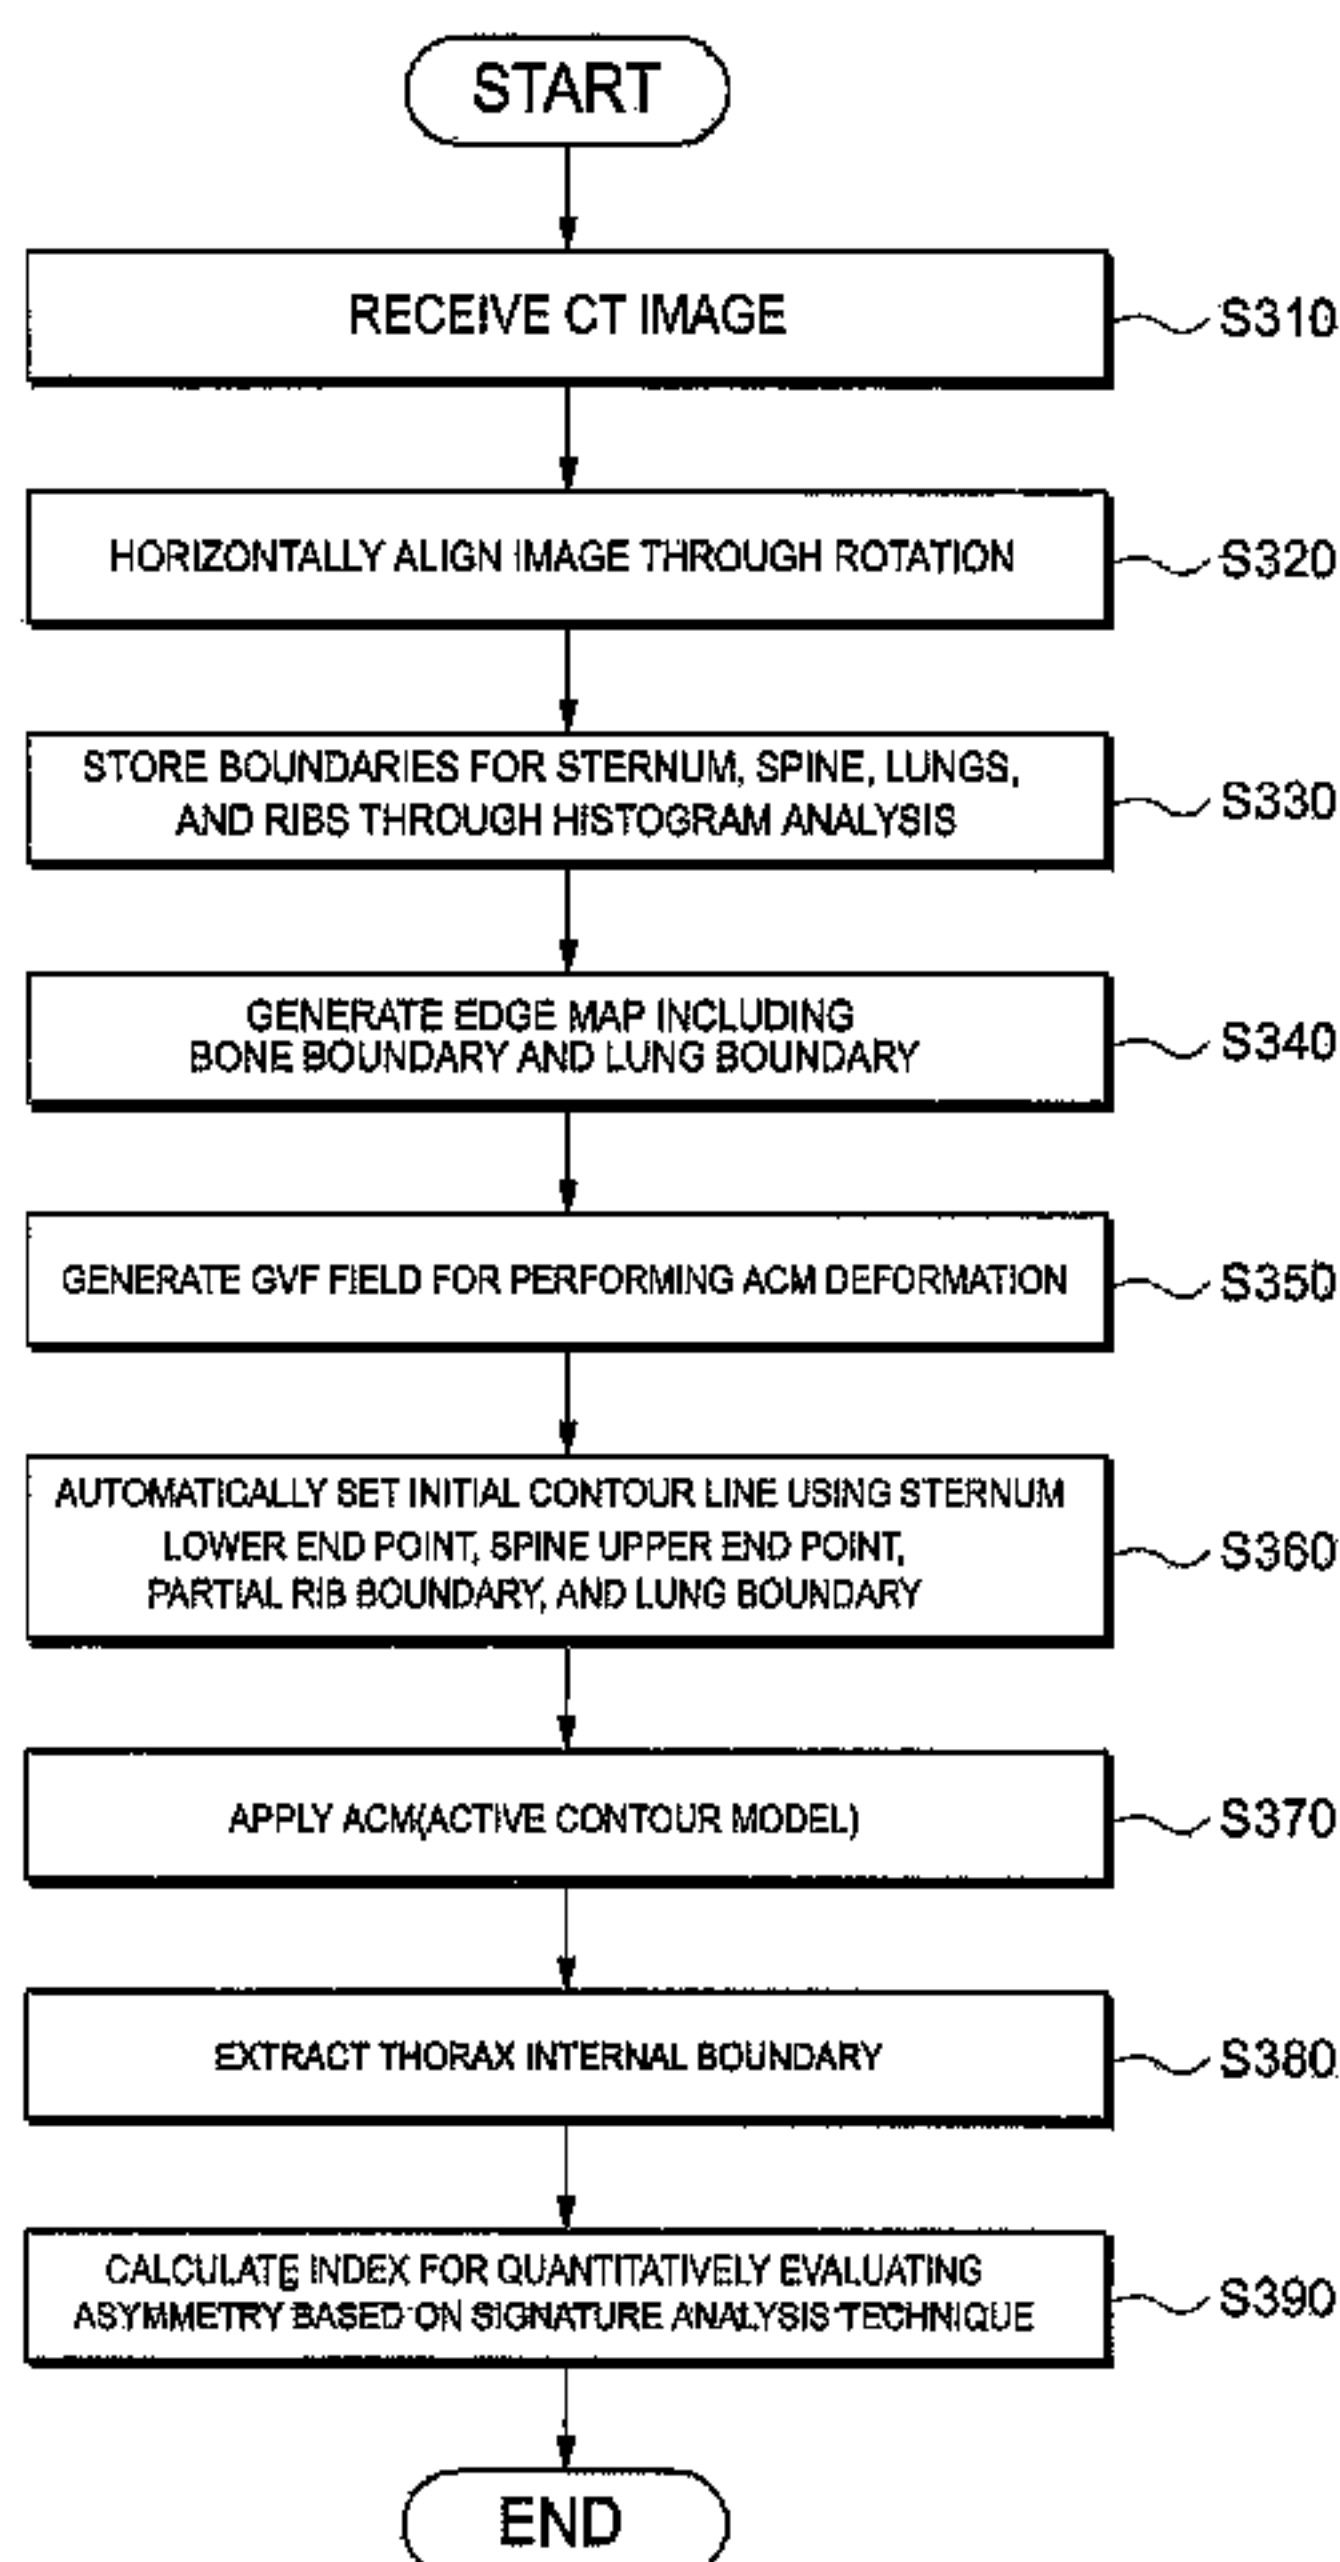 START
RECEIVE CT IMAGE
S310
HORIZONTALLY ALIGN IMAGE THROUGH ROTATION
S320
STORE BOUNDARIES FOR STERNUM, SPINE, LUNGS,
AND RIBS THROUGH HISTOGRAM ANALYSIS
S330
GENERATE EDGE MAP INCLUDING
BONE BOUNDARY AND LUNG BOUNDARY
S340
GENERATE GVF FIELD FOR PERFORMING ACM DEFORMATION
S350
AUTOMATICALLY SET INITIAL CONTOUR LINE USING STERNUM
LOWER END POINT, SPINE UPPER END POINT,
PARTIAL RIB BOUNDARY, AND LUNG BOUNDARY
S360
APPLY ACM(ACTIVE CONTOUR MODEL)
S370
EXTRACT THORAX INTERNAL BOUNDARY
S380
CALCULATE INDEX FOR QUANTITATIVELY EVALUATING
ASYMMETRY BASED ON SIGNATURE ANALYSIS TECHNIQUE
S390
END